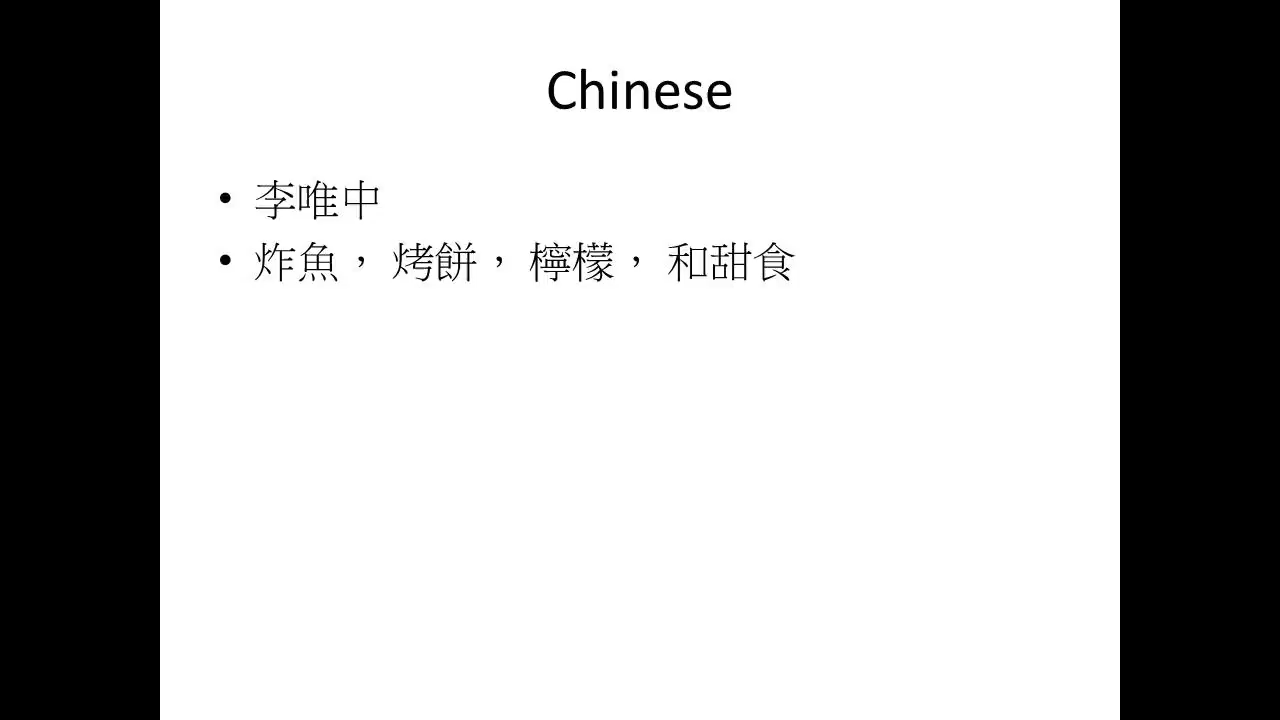 Chinese
• 李唯中
• 炸魚， 烤餅， 檸檬， 和甜食